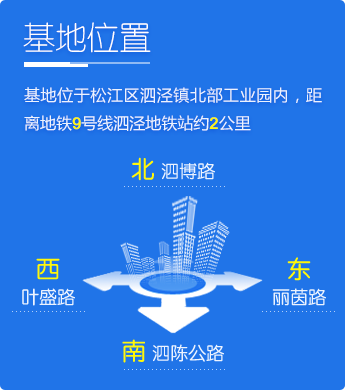 基地位置
基地位于松江区泗泾镇北部工业园内，距
离地铁9号线泗泾地铁站约2公里
北 泗博路
西
叶盛路
东
丽茵路
南 泗陈公路